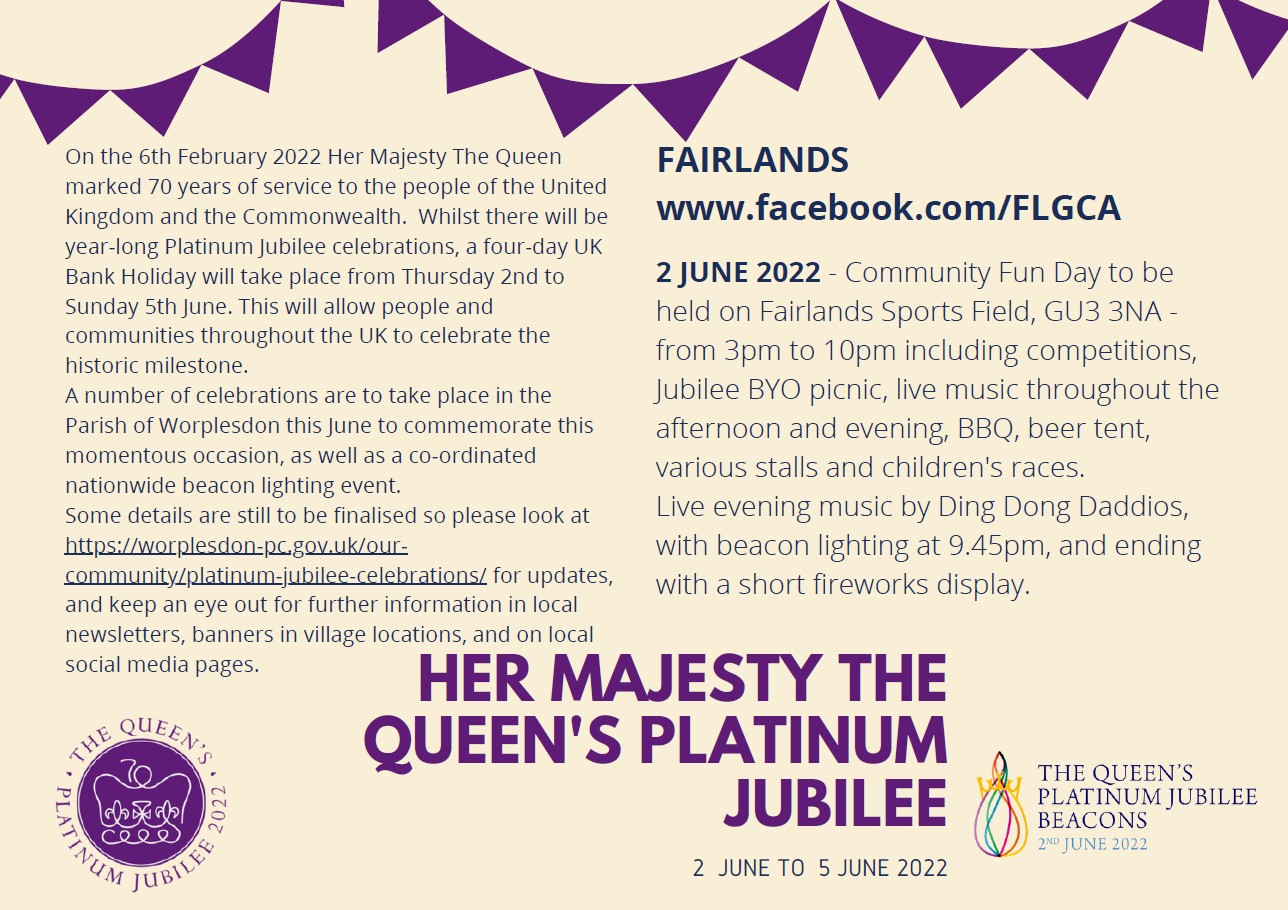 On the 6th February 2022 Her Majesty The Queen
marked 70 years of service to the people of the United
Kingdom and the Commonwealth.  Whilst there will be
year-long Platinum Jubilee celebrations, a four-day UK
Bank Holiday will take place from Thursday 2nd to
Sunday 5th June. This will allow people and
communities throughout the UK to celebrate the
historic milestone.
A number of celebrations are to take place in the
Parish of Worplesdon this June to commemorate this
momentous occasion, as well as a co-ordinated
nationwide beacon lighting event.
Some details are still to be finalised so please look at
https://worplesdon-pc.gov.uk/our-
community/platinum-jubilee-celebrations/ for updates,
and keep an eye out for further information in local
newsletters, banners in village locations, and on local
social media pages.
FAIRLANDS
www.facebook.com/FLGCA
2 JUNE 2022 - Community Fun Day to be
held on Fairlands Sports Field, GU3 3NA -
from 3pm to 10pm including competitions,
Jubilee BYO picnic, live music throughout the
afternoon and evening, BBQ, beer tent,
various stalls and children's races.
Live evening music by Ding Dong Daddios,
with beacon lighting at 9.45pm, and ending
with a short fireworks display.
HER MAJESTY THE
QUEEN'S PLATINUM
JUBILEE
2 JUNE TO 5 JUNE 2022
· THE QUEEN'S ·
PLATINUM JUBILEE 2022
70
THE QUEEN'S
PLATINUM JUBILEE
BEACONS
2ND JUNE 2022